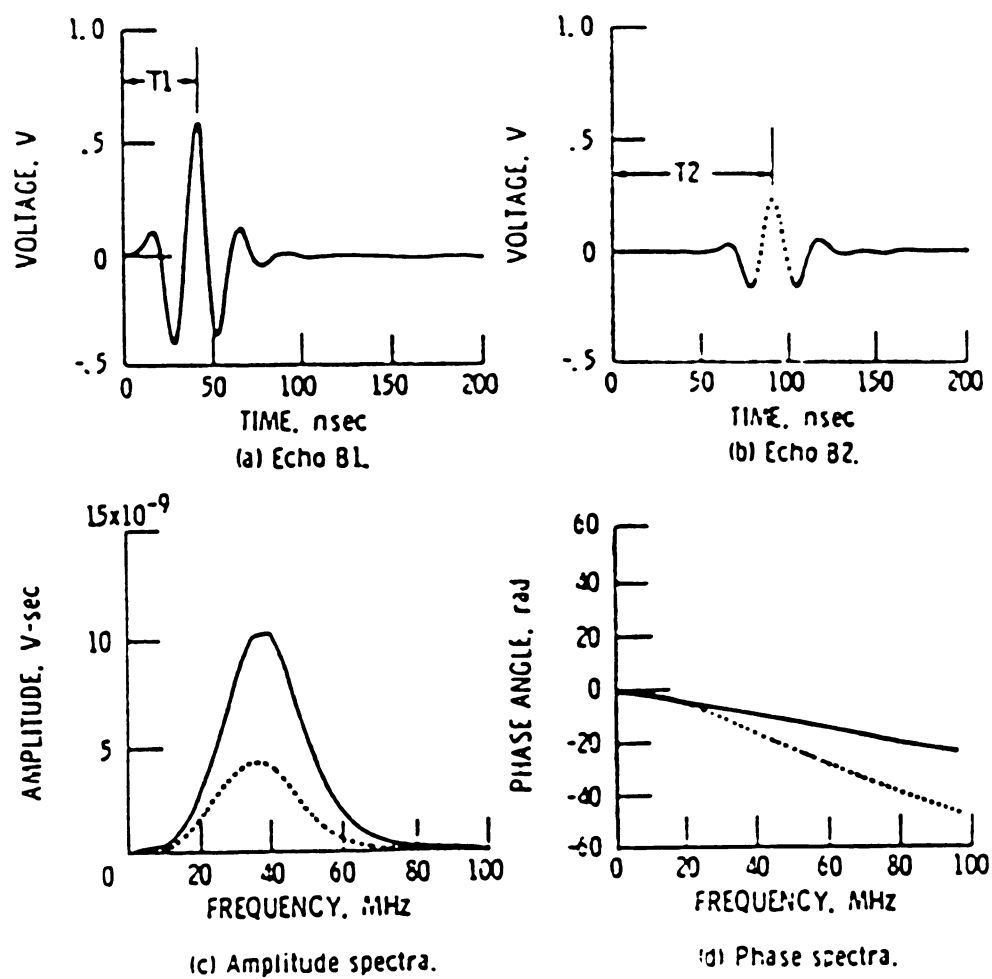 1.0
.5
0
-.5
VOLTAGE, V
T1
0 50 100 150 200
TIME, nsec
(a) Echo B1.
1.0
.5
0
-.5
VOLTAGE, V
T2
0 50 100 150 200
TIME, nsec
(b) Echo B2.
15x10⁻⁹
10
5
AMPLITUDE, V-sec
0 20 40 60 80 100
FREQUENCY, MHz
(c) Amplitude spectra.
60
40
20
0
-20
-40
-60
PHASE ANGLE, rad
0 20 40 60 80 100
FREQUENCY, MHz
(d) Phase spectra.